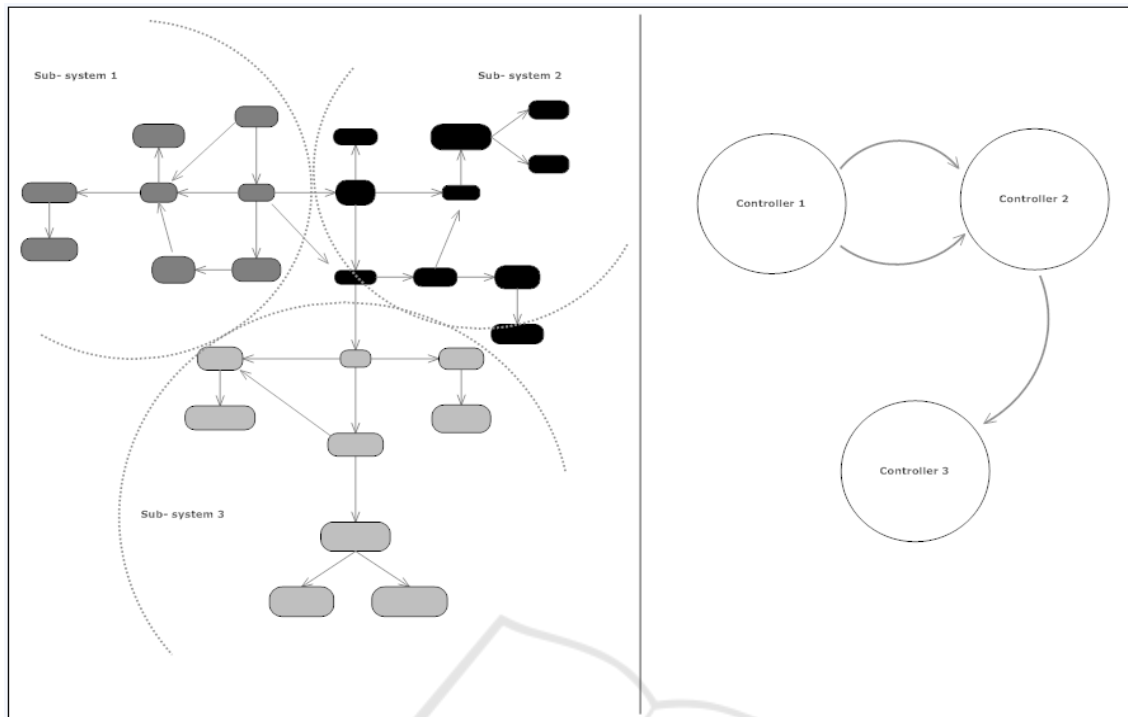 Sub- system 1
Sub- system 2
Sub- system 3
Controller 1
Controller 2
Controller 3